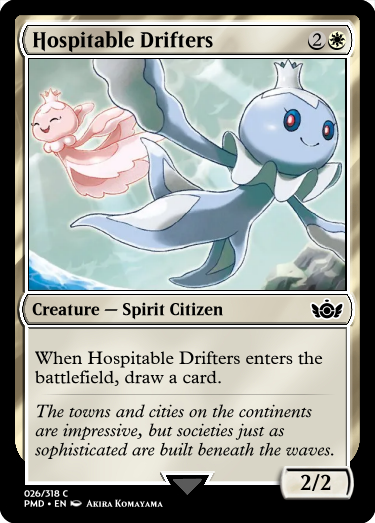 Hospitable Drifters 2
Creature — Spirit Citizen
When Hospitable Drifters enters the
battlefield, draw a card.
The towns and cities on the continents
are impressive, but societies just as
sophisticated are built beneath the waves.
2/2
026/318 C
PMD • EN Akira Komayama